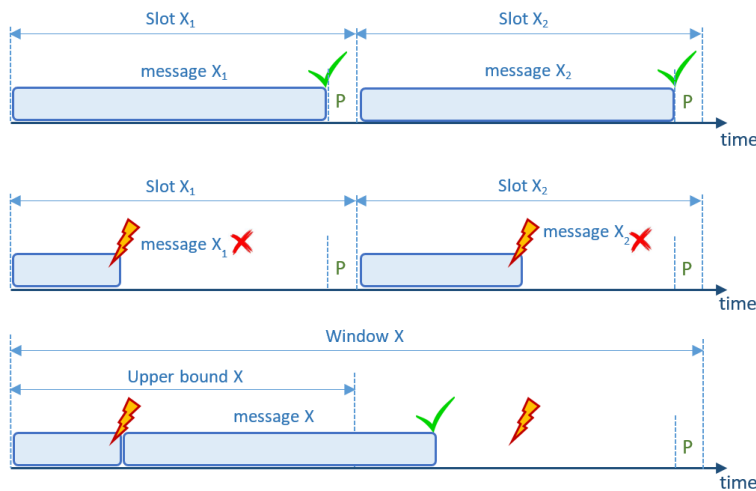 Slot X₁ Slot X₂
message X₁ message X₂
P P
time
Slot X₁ Slot X₂
message X₁ message X₂
P P
time
Window X
Upper bound X
message X
P
time